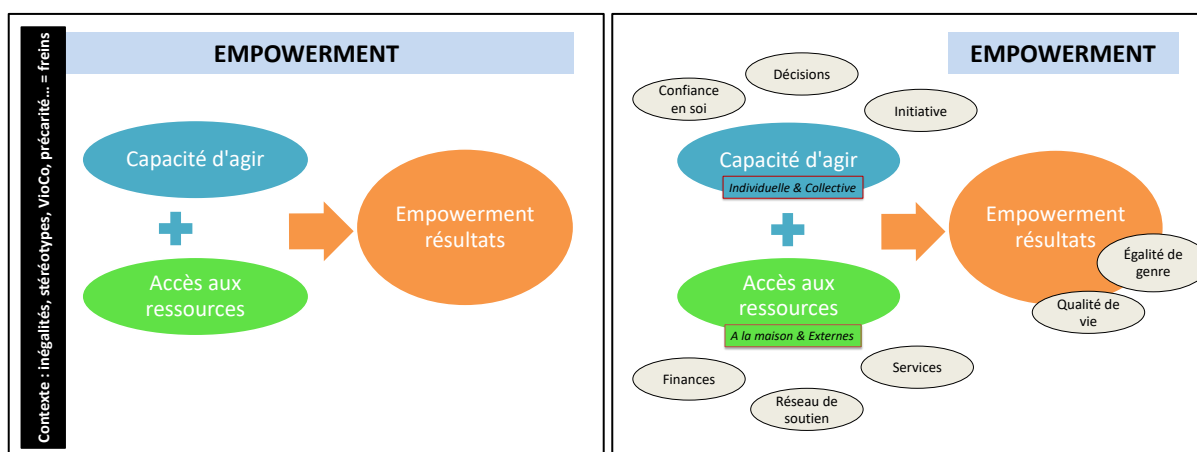 Contexte : inégalités, stéréotypes, VioCo, précarité... = freins
EMPOWERMENT
Capacité d'agir
Accès aux
ressources
Empowerment
résultats
EMPOWERMENT
Confiance
en soi
Décisions
Initiative
Capacité d'agir
Individuelle & Collective
Accès aux
ressources
A la maison & Externes
Finances
Réseau de
soutien
Services
Empowerment
résultats
Égalité de
genre
Qualité de
vie